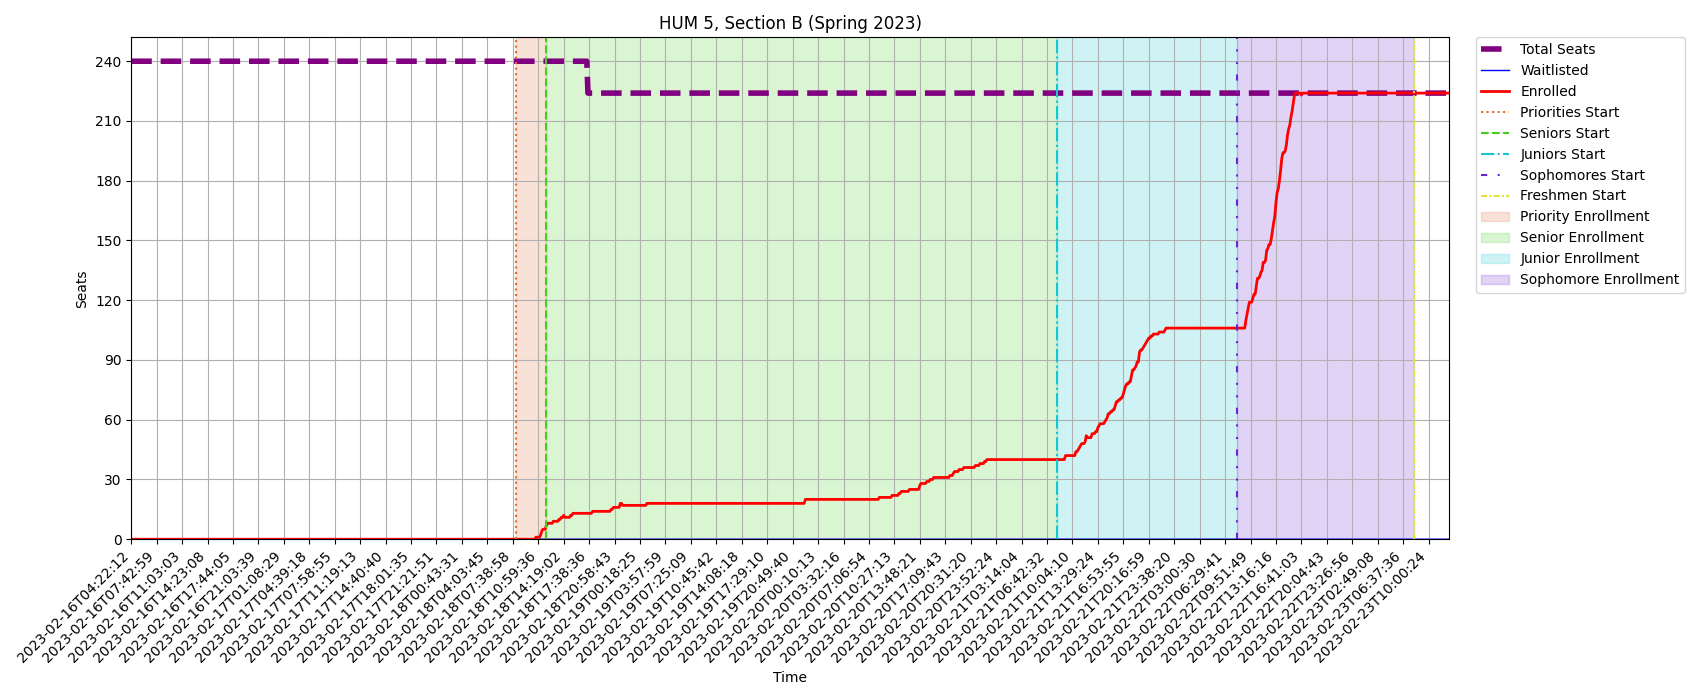 HUM 5, Section B (Spring 2023)
Total Seats
Waitlisted
Enrolled
Priorities Start
Seniors Start
Juniors Start
Sophomores Start
Freshmen Start
Priority Enrollment
Senior Enrollment
Junior Enrollment
Sophomore Enrollment
Seats
240
210
180
150
120
90
60
30
0
2023-02-16T04:22:12
2023-02-16T07:42:59
2023-02-16T11:03:03
2023-02-16T14:23:08
2023-02-16T17:44:05
2023-02-16T21:03:39
2023-02-17T01:08:29
2023-02-17T04:39:18
2023-02-17T07:58:55
2023-02-17T11:19:13
2023-02-17T14:40:40
2023-02-17T18:01:35
2023-02-17T21:21:51
2023-02-18T00:43:31
2023-02-18T04:03:45
2023-02-18T07:38:58
2023-02-18T10:59:36
2023-02-18T14:19:02
2023-02-18T17:38:36
2023-02-18T20:58:43
2023-02-19T00:18:25
2023-02-19T03:57:59
2023-02-19T07:25:09
2023-02-19T10:45:42
2023-02-19T14:08:18
2023-02-19T17:29:10
2023-02-19T20:49:40
2023-02-20T00:10:13
2023-02-20T03:32:16
2023-02-20T07:06:54
2023-02-20T10:27:13
2023-02-20T13:48:21
2023-02-20T17:09:43
2023-02-20T20:31:20
2023-02-20T23:52:24
2023-02-21T03:14:04
2023-02-21T06:42:32
2023-02-21T10:04:10
2023-02-21T13:29:24
2023-02-21T16:53:55
2023-02-21T20:16:59
2023-02-21T23:38:20
2023-02-22T03:00:30
2023-02-22T06:29:41
2023-02-22T09:51:49
2023-02-22T13:16:16
2023-02-22T16:41:03
2023-02-22T20:04:43
2023-02-22T23:26:56
2023-02-23T02:49:08
2023-02-23T06:37:36
2023-02-23T10:00:24
Time